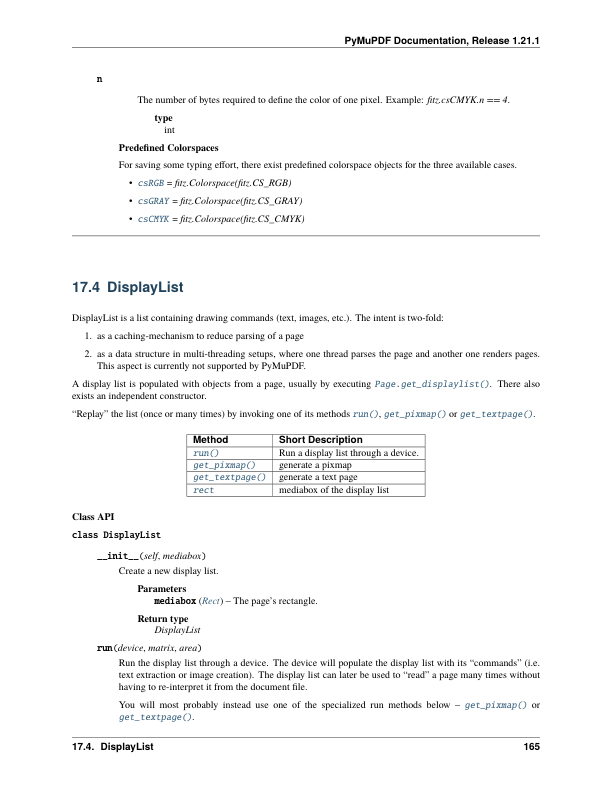 PyMuPDF Documentation, Release 1.21.1
n
The number of bytes required to define the color of one pixel. Example: fitz.csCMYK.n == 4.
type
int
Predefined Colorspaces
For saving some typing effort, there exist predefined colorspace objects for the three available cases.
• csRGB = fitz.Colorspace(fitz.CS_RGB)
• csGRAY = fitz.Colorspace(fitz.CS_GRAY)
• csCMYK = fitz.Colorspace(fitz.CS_CMYK)
17.4 DisplayList
DisplayList is a list containing drawing commands (text, images, etc.). The intent is two-fold:
1. as a caching-mechanism to reduce parsing of a page
2. as a data structure in multi-threading setups, where one thread parses the page and another one renders pages.
This aspect is currently not supported by PyMuPDF.
A display list is populated with objects from a page, usually by executing Page.get_displaylist(). There also
exists an independent constructor.
“Replay” the list (once or many times) by invoking one of its methods run(), get_pixmap() or get_textpage().
Method Short Description
run() Run a display list through a device.
get_pixmap() generate a pixmap
get_textpage() generate a text page
rect mediabox of the display list
Class API
class DisplayList
__init__(self, mediabox)
Create a new display list.
Parameters
mediabox (Rect) – The page’s rectangle.
Return type
DisplayList
run(device, matrix, area)
Run the display list through a device. The device will populate the display list with its “commands” (i.e.
text extraction or image creation). The display list can later be used to “read” a page many times without
having to re-interpret it from the document file.
You will most probably instead use one of the specialized run methods below – get_pixmap() or
get_textpage().
17.4. DisplayList 165